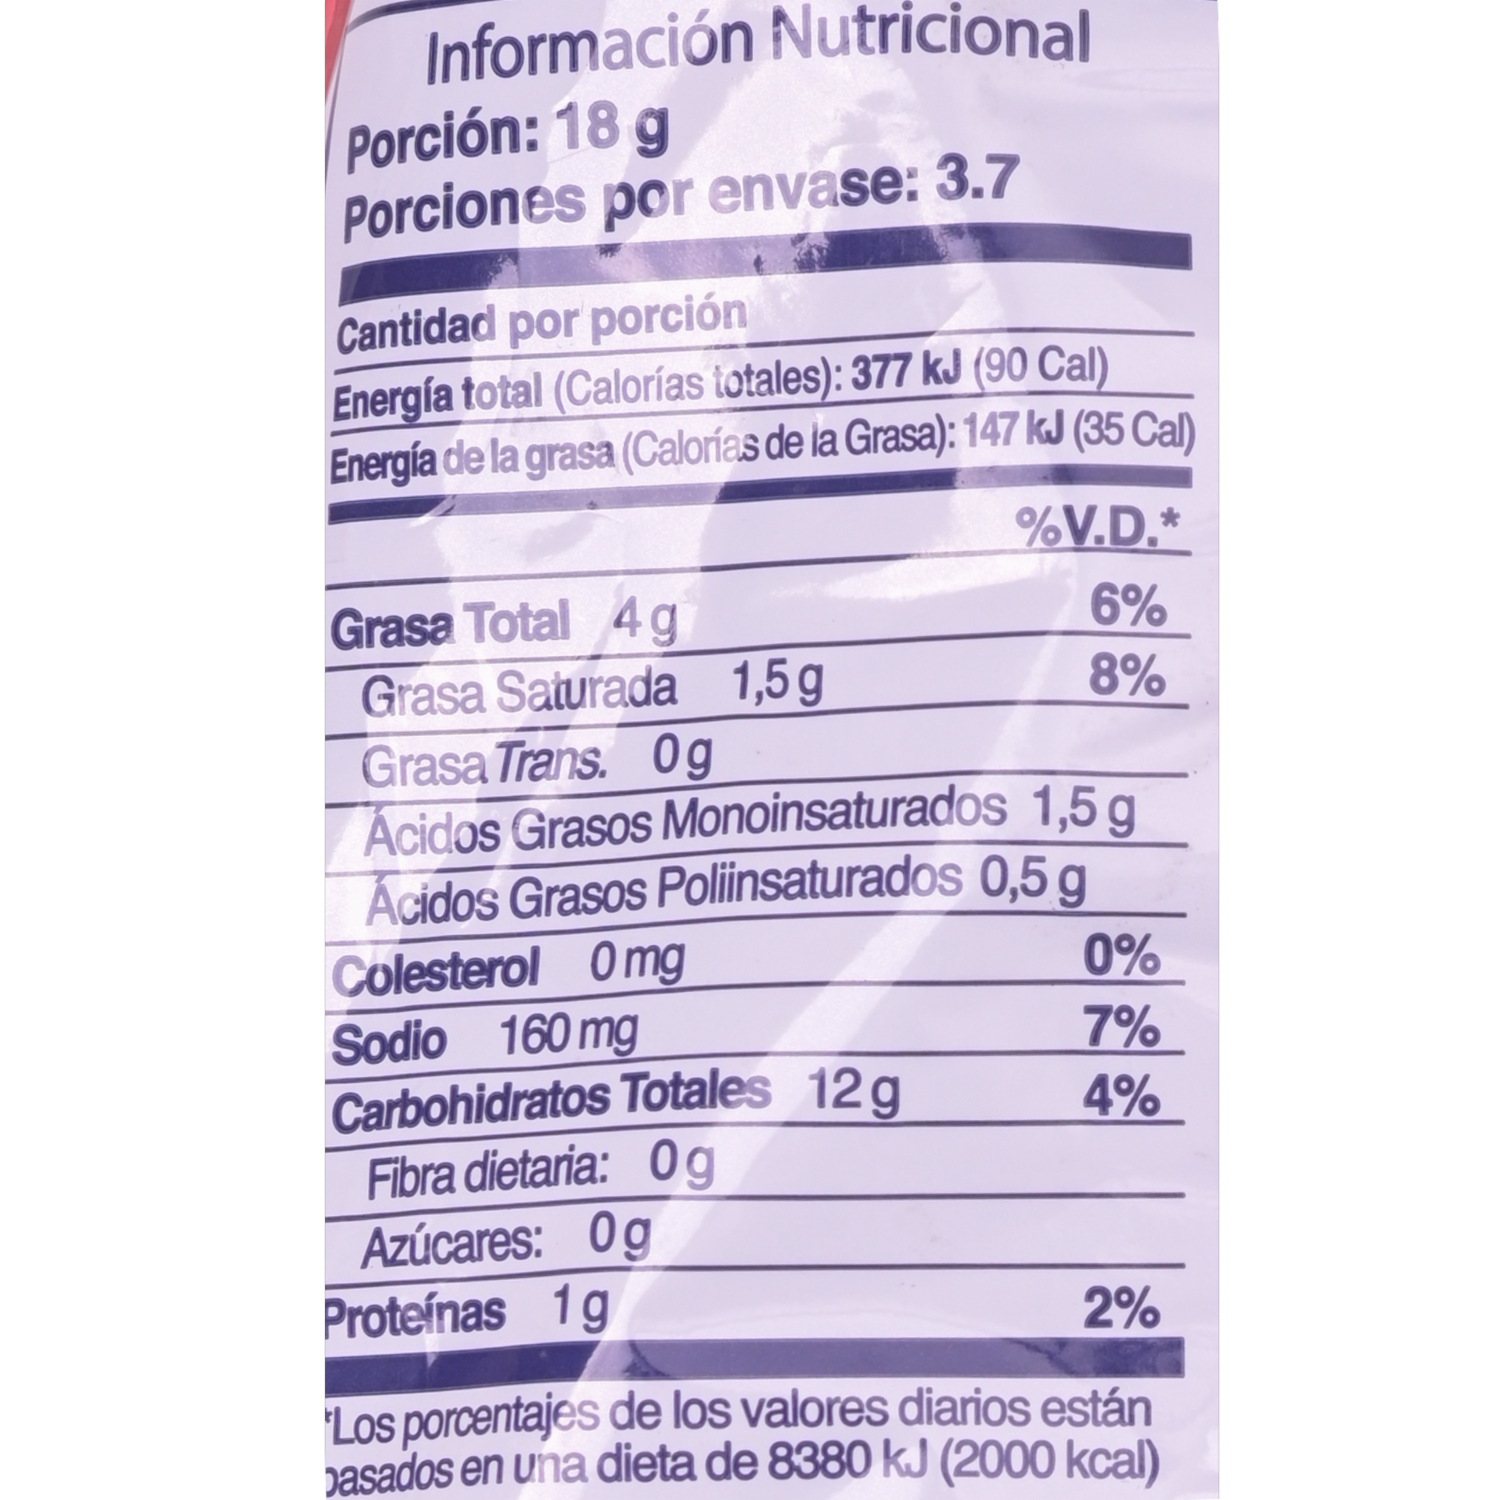 Información Nutricional
Porción: 18 g
Porciones por envase: 3.7
Cantidad por porción
Energía total (Calorías totales): 377 kJ (90 Cal)
Energía de la grasa (Calorías de la Grasa): 147 kJ (35 Cal)
%V.D.*
Grasa Total 4 g 6%
Grasa Saturada 1,5 g 8%
Grasa Trans. 0 g
Ácidos Grasos Monoinsaturados 1,5 g
Ácidos Grasos Poliinsaturados 0,5 g
Colesterol 0 mg 0%
Sodio 160 mg 7%
Carbohidratos Totales 12 g 4%
Fibra dietaria: 0 g
Azúcares: 0 g
Proteínas 1 g 2%
*Los porcentajes de los valores diarios están
basados en una dieta de 8380 kJ (2000 kcal)